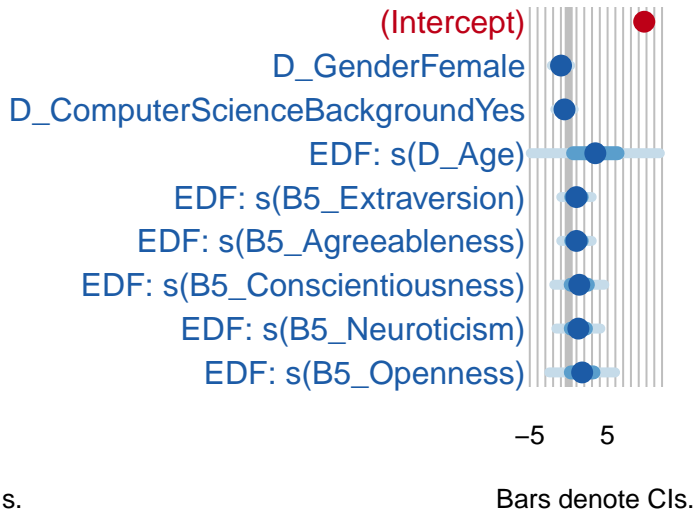 (Intercept)
D_GenderFemale
D_ComputerScienceBackgroundYes
EDF: s(D_Age)
EDF: s(B5_Extraversion)
EDF: s(B5_Agreeableness)
EDF: s(B5_Conscientiousness)
EDF: s(B5_Neuroticism)
EDF: s(B5_Openness)
−5 5
s. Bars denote CIs.